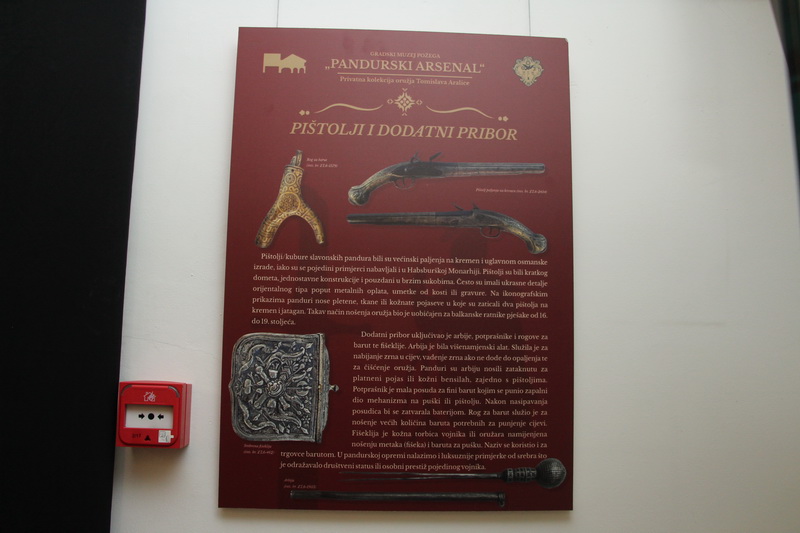 GRADSKI MUZEJ POŽEGA
„PANDURSKI ARSENAL“
Privatna kolekcija oružja Tomislava Aralice
PIŠTOLJI I DODATNI PRIBOR
Rog za barut
Pištolji/kubure slavonskih pandura bili su većinski paljenja na kremen i uglavnom osmanske
izrade, iako su se pojedini primjerci nabavljali i u Habsburškoj Monarhiji. Pištolji su bili kratkog
dometa, jednostavne konstrukcije i pouzdani u brzim sukobima. Često su imali ukrasne detalje
orijentalnog tipa poput metalnih oplata, umetke od kosti ili gravure. Na ikonografskim
prikazima panduri nose pletene, tkane ili kožnate pojaseve u koje su zaticali dva pištolja na
kremen i jatagan. Takav način nošenja oružja bio je uobičajen za balkanske ratnike pješake od 16.
do 19. stoljeća.
Dodatni pribor uključivao je arbije, potprašnike i rogove za
barut te fišeklije. Arbija je bila višenamjenski alat. Služila je za
nabijanje zrna u cijev, vađenje zrna ako ne dođe do opaljenja te
za čišćenje oružja. Panduri su arbiju nosili zataknutu za
platneni pojas ili kožni bensilah, zajedno s pištoljima.
Potprašnik je mala posuda za fini barut kojim se punio zapalni
dio mehanizma na puški ili pištolju. Nakon nasipavanja
posudica bi se zatvarala baterijom. Rog za barut služio je za
nošenje većih količina baruta potrebnih za punjenje cijevi.
Fišeklija je kožna torbica vojnika ili oružara namijenjena
nošenju metaka (fišeka) i baruta za pušku. Naziv se koristio i za
trgovce barutom. U pandurskoj opremi nalazimo i luksuznije primjerke od srebra što
je odražavalo društveni status ili osobni prestiž pojedinog vojnika.
Arbija